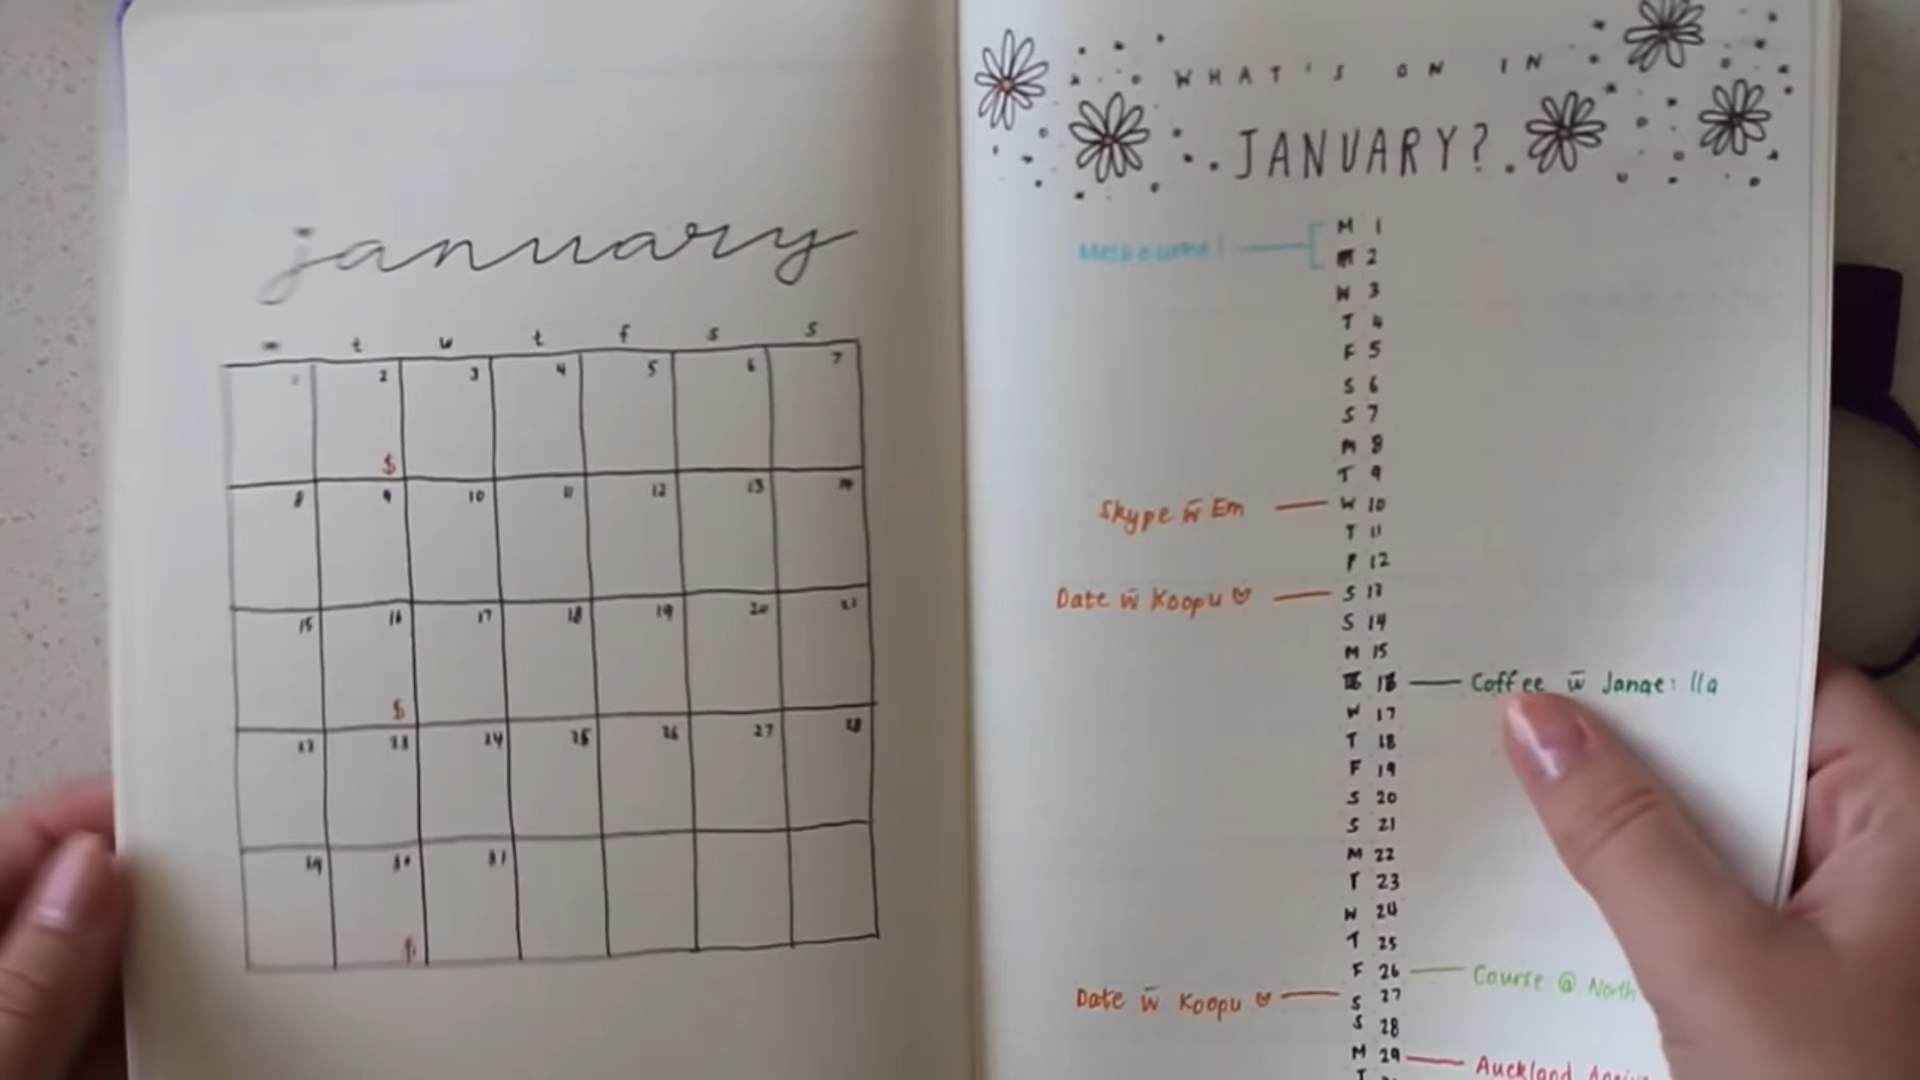 january
m t w t f s s
1 2 3 4 5 6 7
$
8 9 10 11 12 13 14
15 16 17 18 19 20 21
$
22 23 24 25 26 27 28
29 30 31
$
WHAT'S ON IN
JANUARY?
M 1
Melbourne!
2
W 3
T 4
F 5
S 6
S 7
M 8
T 9
Skype w̄ Em W 10
T 11
F 12
Date w̄ Koopu S 13
S 14
M 15
T 16 Coffee w̄ Janae: 11a
W 17
T 18
F 19
S 20
S 21
M 22
T 23
W 24
T 25
F 26 Course @ North
Date w̄ Koopu S 27
S 28
M 29 Auckland
T